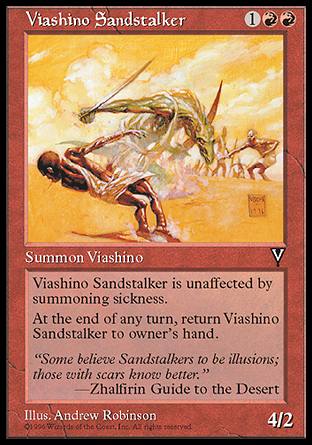 Viashino Sandstalker 1
Summon Viashino V
Viashino Sandstalker is unaffected by
summoning sickness.
At the end of any turn, return Viashino
Sandstalker to owner's hand.
"Some believe Sandstalkers to be illusions;
those with scars know better."
—Zhalfirin Guide to the Desert
Illus. Andrew Robinson
©1996 Wizards of the Coast, Inc. All rights reserved.
4/2